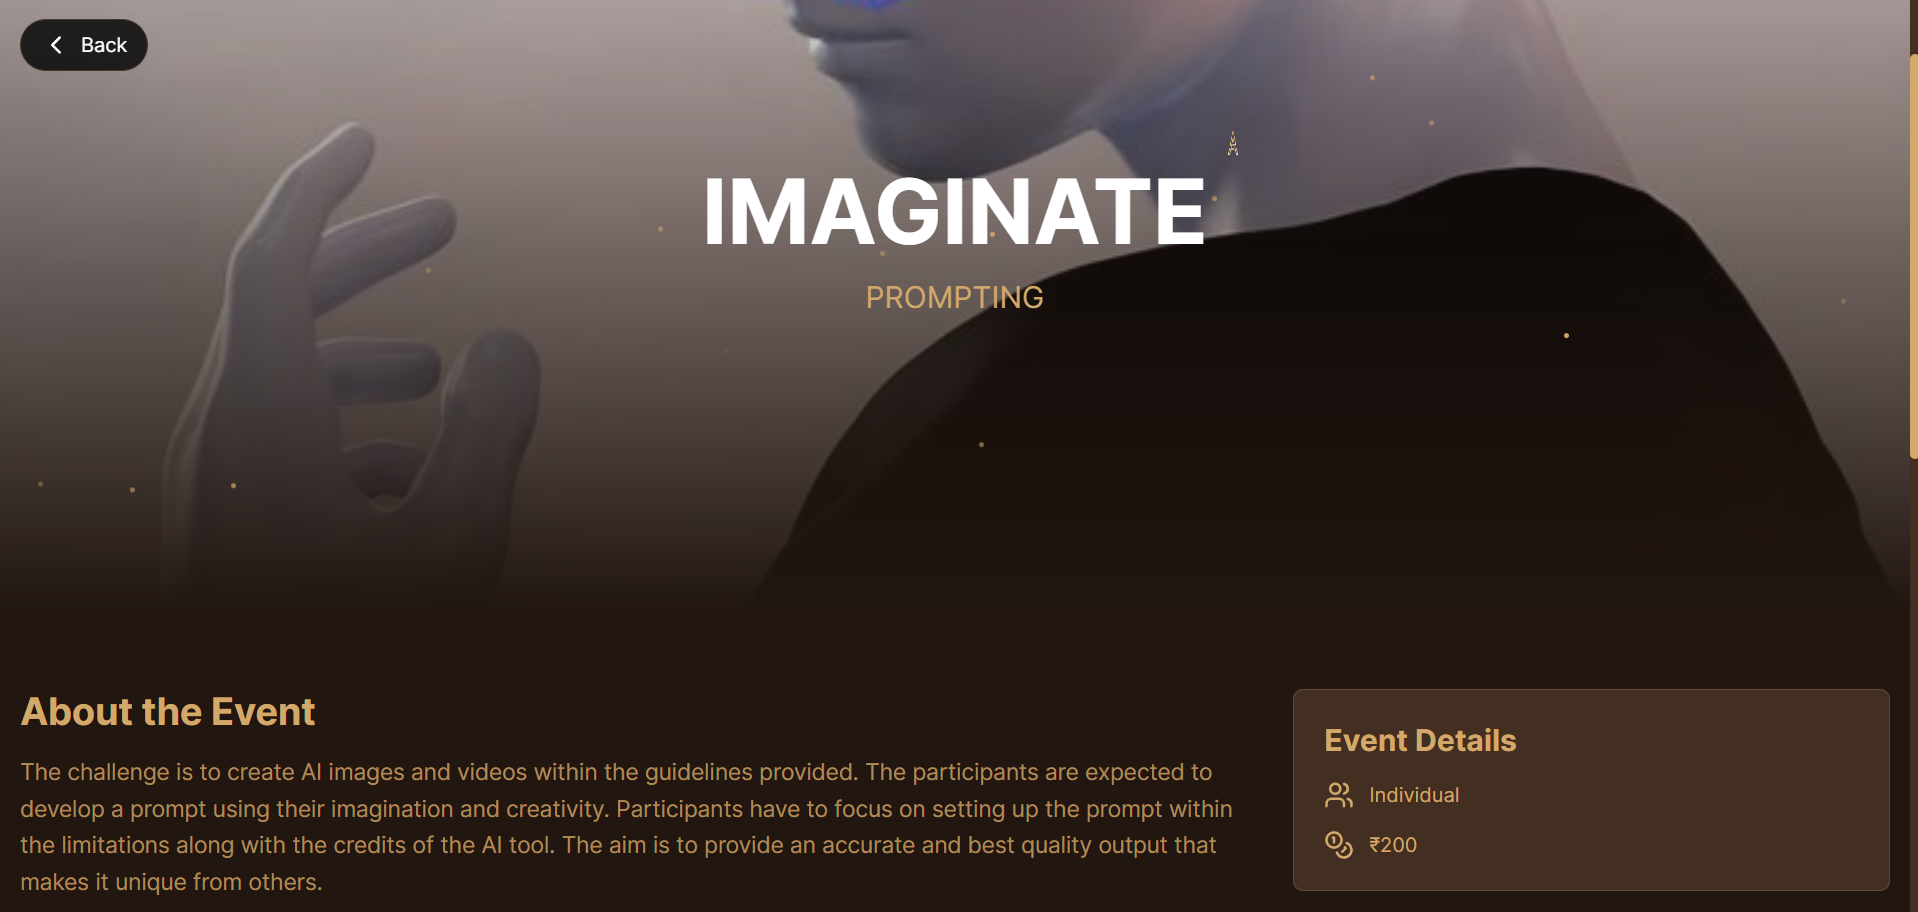 Back
IMAGINATE
PROMPTING
About the Event
The challenge is to create AI images and videos within the guidelines provided. The participants are expected to
develop a prompt using their imagination and creativity. Participants have to focus on setting up the prompt within
the limitations along with the credits of the AI tool. The aim is to provide an accurate and best quality output that
makes it unique from others.
Event Details
Individual
₹200